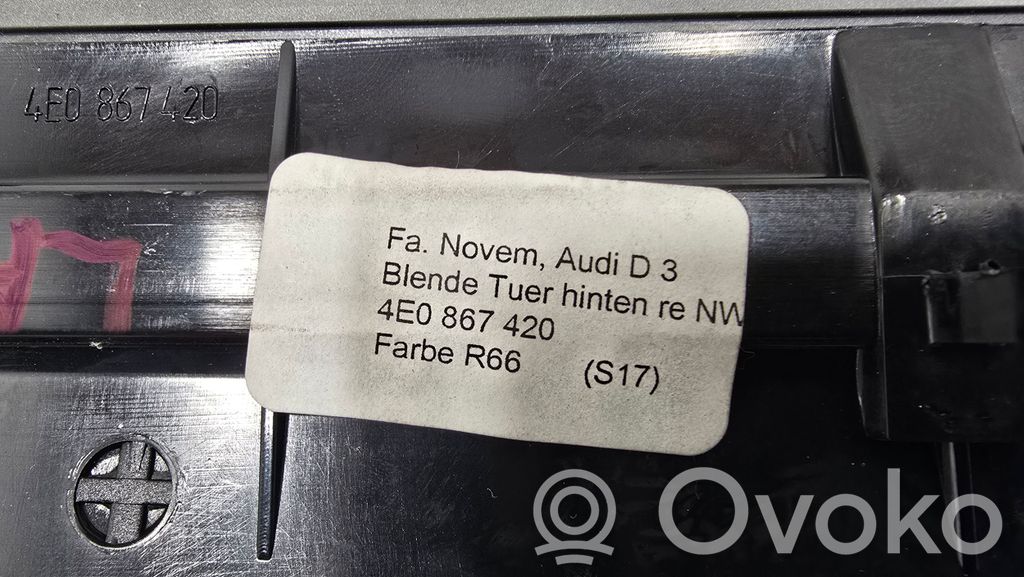 4E0 867 420
Fa. Novem, Audi D 3
Blende Tuer hinten re NW
4E0 867 420
Farbe R66 (S17)
Ovoko